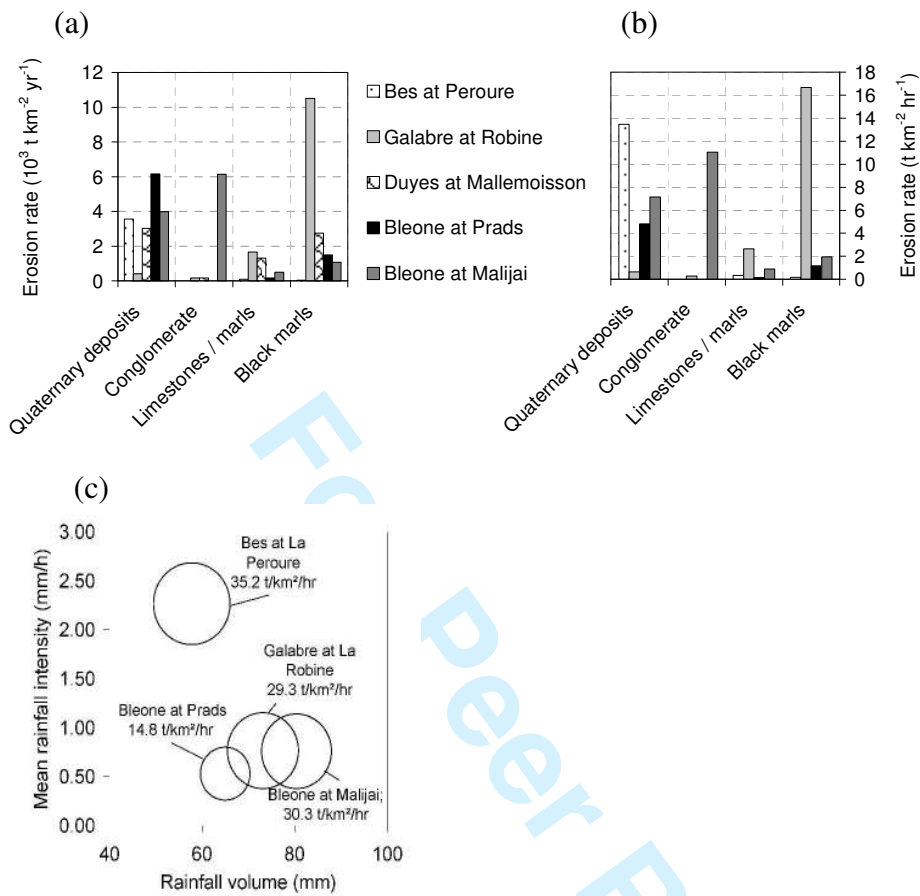 (a)
Erosion rate (10³ t km⁻² yr⁻¹)
12
10
8
6
4
2
0
Quaternary deposits
Conglomerate
Limestones / marls
Black marls
Bes at Peroure
Galabre at Robine
Duyes at Mallemoisson
Bleone at Prads
Bleone at Malijai
(b)
18
16
14
12
10
8
6
4
2
0
Erosion rate (t km⁻² hr⁻¹)
Quaternary deposits
Conglomerate
Limestones / marls
Black marls
(c)
Mean rainfall intensity (mm/h)
3.00
2.50
2.00
1.50
1.00
0.50
0.00
Bes at La
Peroure
35.2 t/km²/hr
Galabre at La
Robine
29.3 t/km²/hr
Bleone at Prads
14.8 t/km²/hr
Bleone at Malijai;
30.3 t/km²/hr
40
60
80
100
Rainfall volume (mm)
Peer